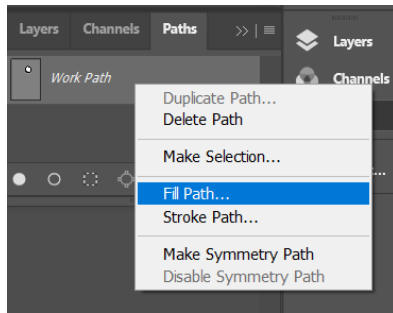 Layers Channels Paths
Layers
Work Path
Channels
Duplicate Path...
Delete Path
Make Selection...
Fill Path...
Stroke Path...
Make Symmetry Path
Disable Symmetry Path